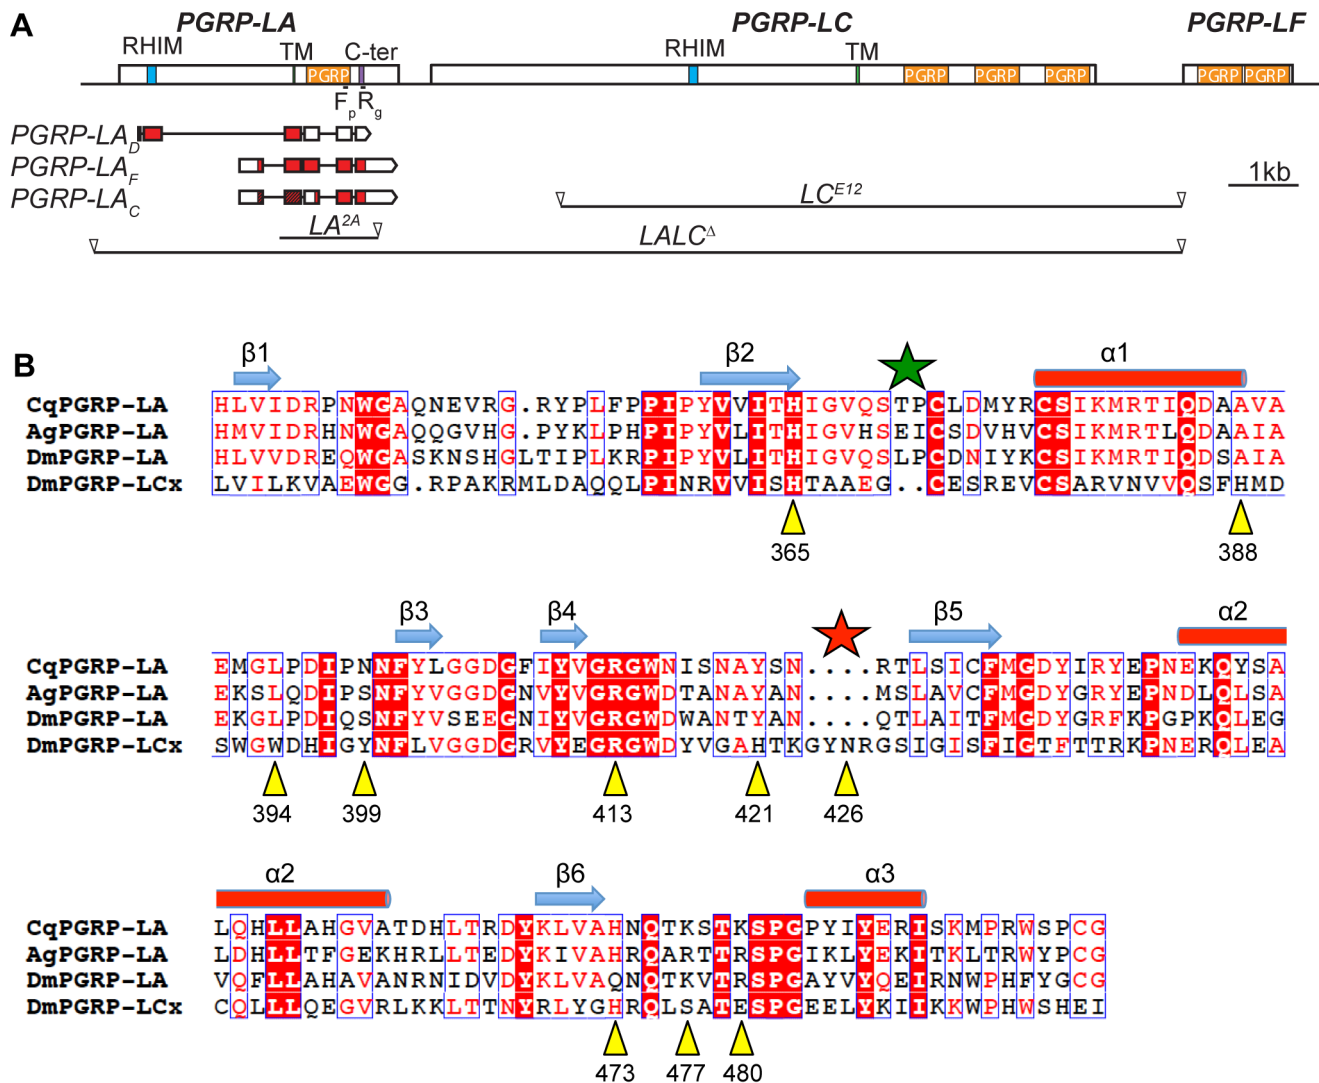 A
PGRP-LA PGRP-LC PGRP-LF
RHIM TM C-ter RHIM TM
PGRP PGRP PGRP PGRP PGRP PGRP
Fp Rg
PGRP-LAD
PGRP-LAF
PGRP-LAC
1kb
LCE12
LA2A
LALCΔ
B
β1 β2 α1
CqPGRP-LA HLVIDRPNWGAQNEVRG.RYPLFPPIPYVVITHIGVQSTPCLDMYRCSIKMRTIQDAAVA
AgPGRP-LA HMVIDRHNWGAQQGVHG.PYKLPHPIPYVLITHIGVHSEICSDVHVCSIKMRTLQDAAIA
DmPGRP-LA HLVVDREQWGASKNSHGLTIPLKRPIPYVLITHIGVQSLPCDNIYKCSIKMRTIQDSAIA
DmPGRP-LCx LVILKVAEWGG.RPAKRMLDAQQLPINRVVISHTAAEG..CESREVCSARVNVVQSFHMD
365 388
β3 β4 β5 α2
CqPGRP-LA EMGLPDIPNNFYLGGDGFIYVGRGWNISNAYSN....RTLSICFMGDYIRYEPNEKQYSA
AgPGRP-LA EKSLQDIPSNFYVGGDGNVYVGRGWDTANAYAN....MSLAVCFMGDYGRYEPNDLQLSA
DmPGRP-LA EKGLPDIQSNFYVSEEGNIYVGRGWDWANTYAN....QTLAITFMGDYGRFKPGPKQLEG
DmPGRP-LCx SWGWDHIGYNFLVGGDGRVYEGRGWDYVGAHTKGYNRGSIGISFIGTFTTRKPNERQLEA
394 399 413 421 426
α2 β6 α3
CqPGRP-LA LQHLLAHGVATDHLTRDYKLVAHNQTKSTKSPGPYIYERISKMPRWSPCG
AgPGRP-LA LDHLLTFGEKHRLLTEDYKIVAHRQARTTRSPGIKLYEKITKLTRWYPCG
DmPGRP-LA VQFLLAHAVANRNIDVDYKLVAQNQTKVTRSPGAYVYQEIRNWPHFYGCG
DmPGRP-LCx CQLLLQEGVRLKKLTTNYRLYGHRQLSATESPGEELYKIIKKWPHWSHEI
473 477 480